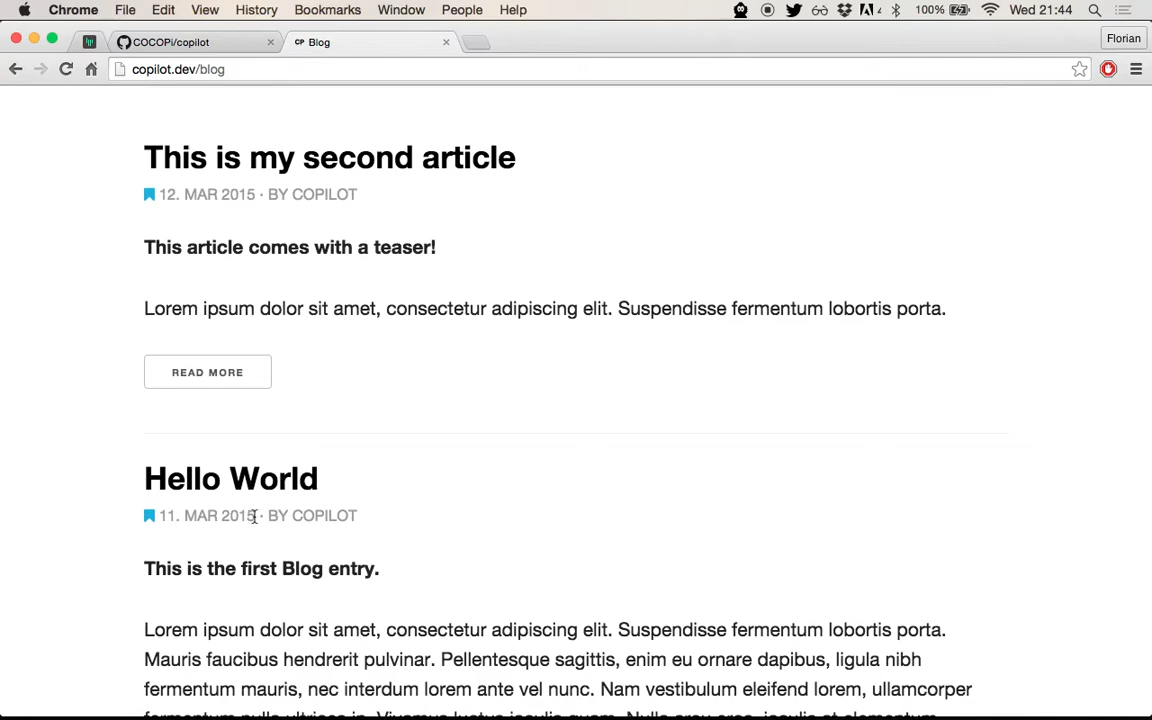 Chrome File Edit View History Bookmarks Window People Help 4 100% Wed 21:44
COCOPi/copilot CP Blog Florian
copilot.dev/blog
This is my second article
12. MAR 2015 · BY COPILOT
This article comes with a teaser!
Lorem ipsum dolor sit amet, consectetur adipiscing elit. Suspendisse fermentum lobortis porta.
READ MORE
Hello World
11. MAR 2015 · BY COPILOT
This is the first Blog entry.
Lorem ipsum dolor sit amet, consectetur adipiscing elit. Suspendisse fermentum lobortis porta.
Mauris faucibus hendrerit pulvinar. Pellentesque sagittis, enim eu ornare dapibus, ligula nibh
fermentum mauris, nec interdum lorem ante vel nunc. Nam vestibulum eleifend lorem, ullamcorper